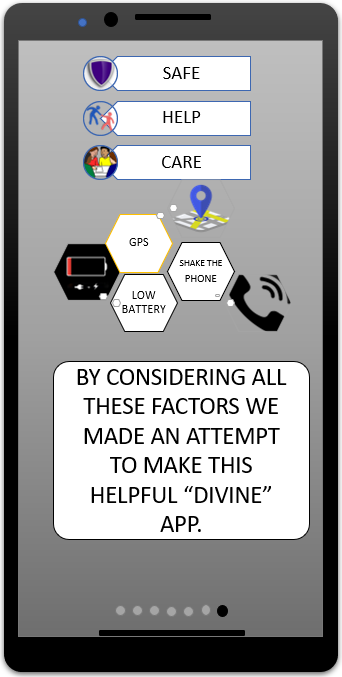 SAFE
HELP
CARE
GPS
SHAKE THE
PHONE
LOW
BATTERY
BY CONSIDERING ALL
THESE FACTORS WE
MADE AN ATTEMPT
TO MAKE THIS
HELPFUL “DIVINE”
APP.